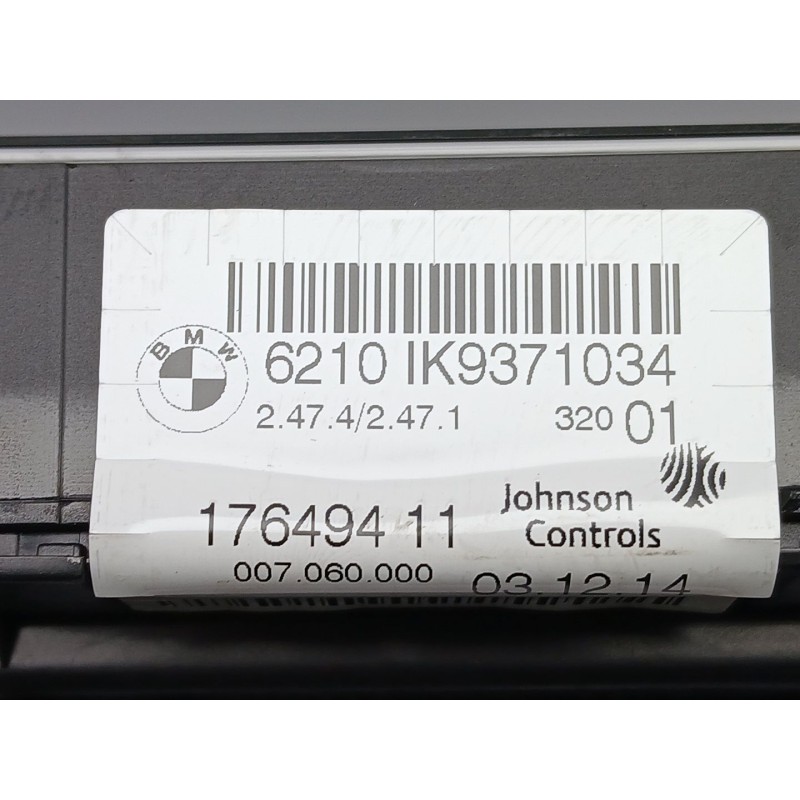 BMW
6210 IK9371034
2.47.4/2.47.1 320 01
176494 11 Johnson
Controls
007.060.000 03.12.14